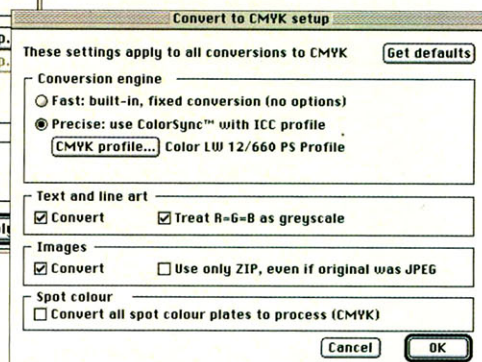 Convert to CMYK setup
These settings apply to all conversions to CMYK
Get defaults
Conversion engine
Fast: built-in, fixed conversion (no options)
Precise: use ColorSync™ with ICC profile
CMYK profile... Color LW 12/660 PS Profile
Text and line art
Convert Treat R=G=B as greyscale
Images
Convert Use only ZIP, even if original was JPEG
Spot colour
Convert all spot colour plates to process (CMYK)
Cancel OK